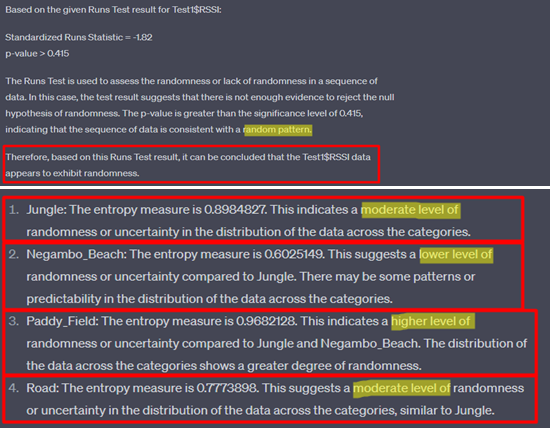 Based on the given Runs Test result for Test1$RSSI:
Standardized Runs Statistic = -1.82
p-value > 0.415
The Runs Test is used to assess the randomness or lack of randomness in a sequence of
data. In this case, the test result suggests that there is not enough evidence to reject the null
hypothesis of randomness. The p-value is greater than the significance level of 0.415,
indicating that the sequence of data is consistent with a random pattern.
Therefore, based on this Runs Test result, it can be concluded that the Test1$RSSI data
appears to exhibit randomness.
1. Jungle: The entropy measure is 0.8984827. This indicates a moderate level of
randomness or uncertainty in the distribution of the data across the categories.
2. Negambo_Beach: The entropy measure is 0.6025149. This suggests a lower level of
randomness or uncertainty compared to Jungle. There may be some patterns or
predictability in the distribution of the data across the categories.
3. Paddy_Field: The entropy measure is 0.9682128. This indicates a higher level of
randomness or uncertainty compared to Jungle and Negambo_Beach. The distribution of
the data across the categories shows a greater degree of randomness.
4. Road: The entropy measure is 0.7773898. This suggests a moderate level of randomness
or uncertainty in the distribution of the data across the categories, similar to Jungle.